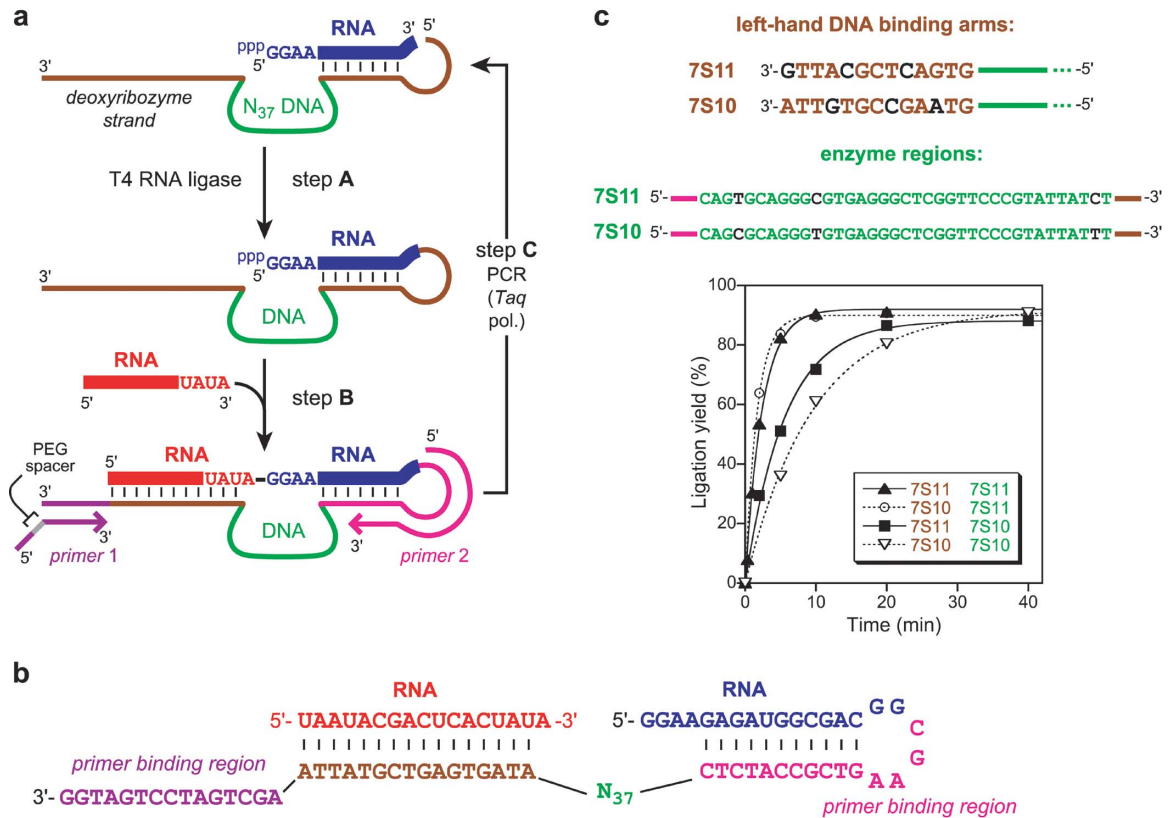 a
3'
deoxyribozyme
strand
ppp
5'
GGAA
RNA
3' 5'
N37 DNA
T4 RNA ligase
step A
3'
ppp
5'
GGAA
RNA
DNA
step C
PCR
(Taq
pol.)
RNA
UAUA
5'
3'
step B
PEG
spacer
5'
RNA
UAUA
GGAA
RNA
5'
3'
5'
primer 1
3'
DNA
3'
primer 2
c
left-hand DNA binding arms:
7S11 3'-GTTACGCTCAGTG -5'
7S10 3'-ATTGTGCCGAATG -5'
enzyme regions:
7S11 5'- CAGTGCAGGGCGTGAGGGCTCGGTTCCCGTATTATCT -3'
7S10 5'- CAGCGCAGGGTGTGAGGGCTCGGTTCCCGTATTATTT -3'
100
80
60
40
20
0
Ligation yield (%)
7S11 7S11
7S10 7S11
7S11 7S10
7S10 7S10
0 10 20 30 40
Time (min)
b
RNA
5'- UAAUACGACUCACUAUA -3'
RNA
5'- GGAAGAGAUGGCGAC
GG
C
G
AA
primer binding region
3'- GGTAGTCCTAGTCGA
ATTATGCTGAGTGATA
N37
CTCTACCGCTG
primer binding region